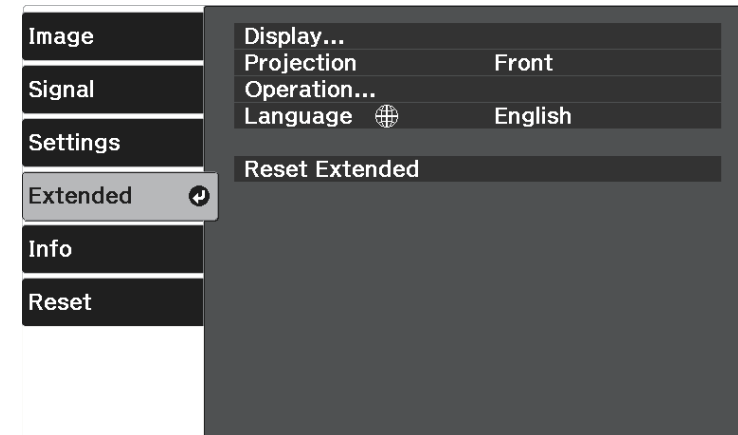 Image
Signal
Settings
Extended
Info
Reset
Display...
Projection Front
Operation...
Language English
Reset Extended